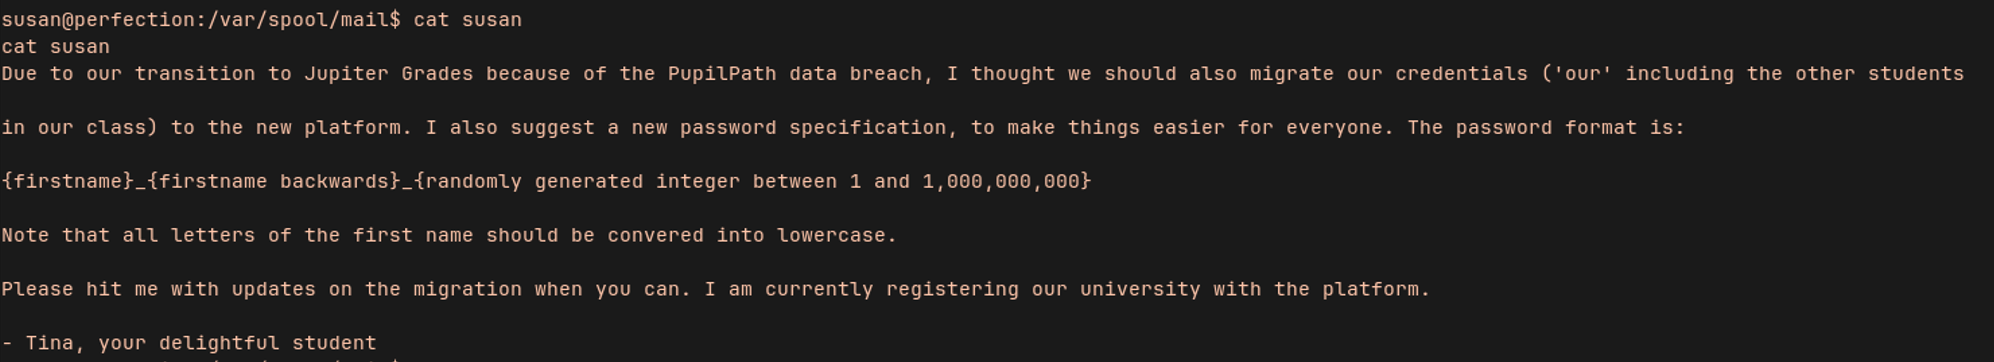 susan@perfection:/var/spool/mail$ cat susan
cat susan
Due to our transition to Jupiter Grades because of the PupilPath data breach, I thought we should also migrate our credentials ('our' including the other students
in our class) to the new platform. I also suggest a new password specification, to make things easier for everyone. The password format is:
{firstname}_{firstname backwards}_{randomly generated integer between 1 and 1,000,000,000}
Note that all letters of the first name should be convered into lowercase.
Please hit me with updates on the migration when you can. I am currently registering our university with the platform.
- Tina, your delightful student